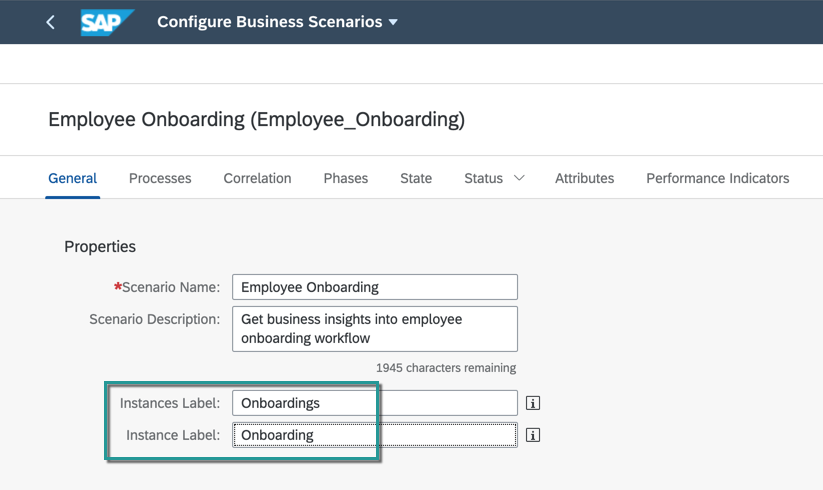 SAP Configure Business Scenarios
Employee Onboarding (Employee_Onboarding)
General Processes Correlation Phases State Status Attributes Performance Indicators
Properties
*Scenario Name: Employee Onboarding
Scenario Description: Get business insights into employee
onboarding workflow
1945 characters remaining
Instances Label: Onboardings
Instance Label: Onboarding